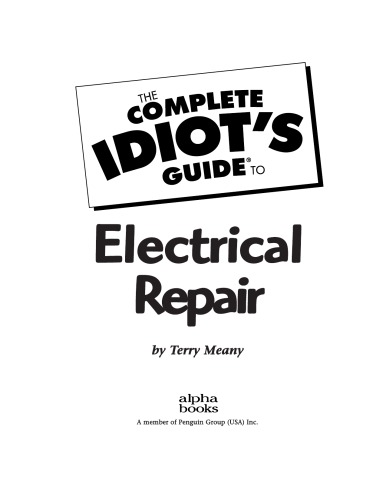 THE
COMPLETE
IDIOT'S
GUIDE® TO
Electrical
Repair
by Terry Meany
alpha
books
A member of Penguin Group (USA) Inc.